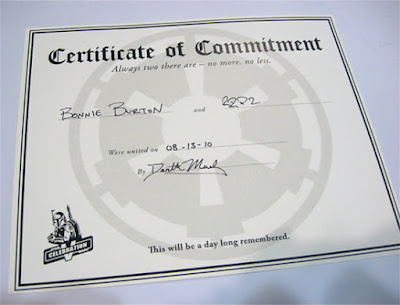 Certificate of Commitment
Always two there are – no more, no less.
BONNIE BURTON and R2D2
Were united on 08-13-10
By Darth Maul
This will be a day long remembered.
CELEBRATION